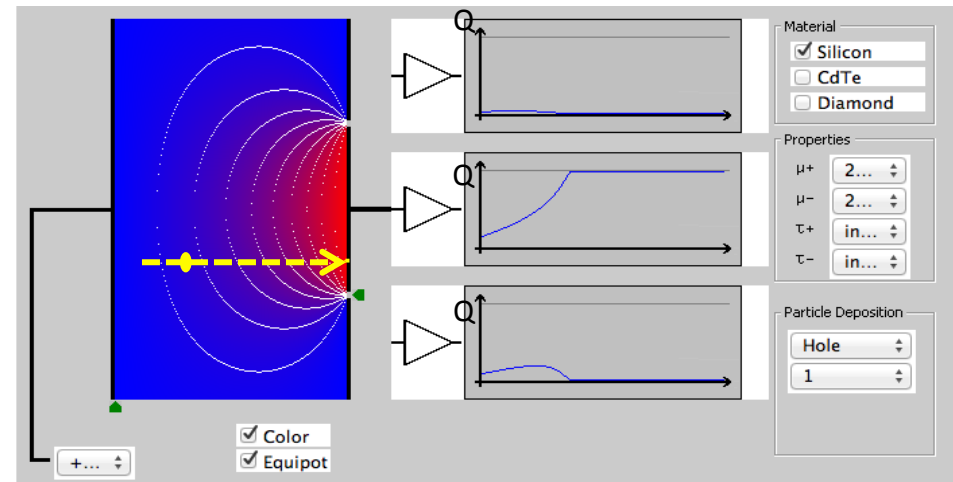 Q
Q
Q
Material
Silicon
CdTe
Diamond
Properties
μ+ 2...
μ- 2...
τ+ in...
τ- in...
Particle Deposition
Hole
1
+...
Color
Equipot